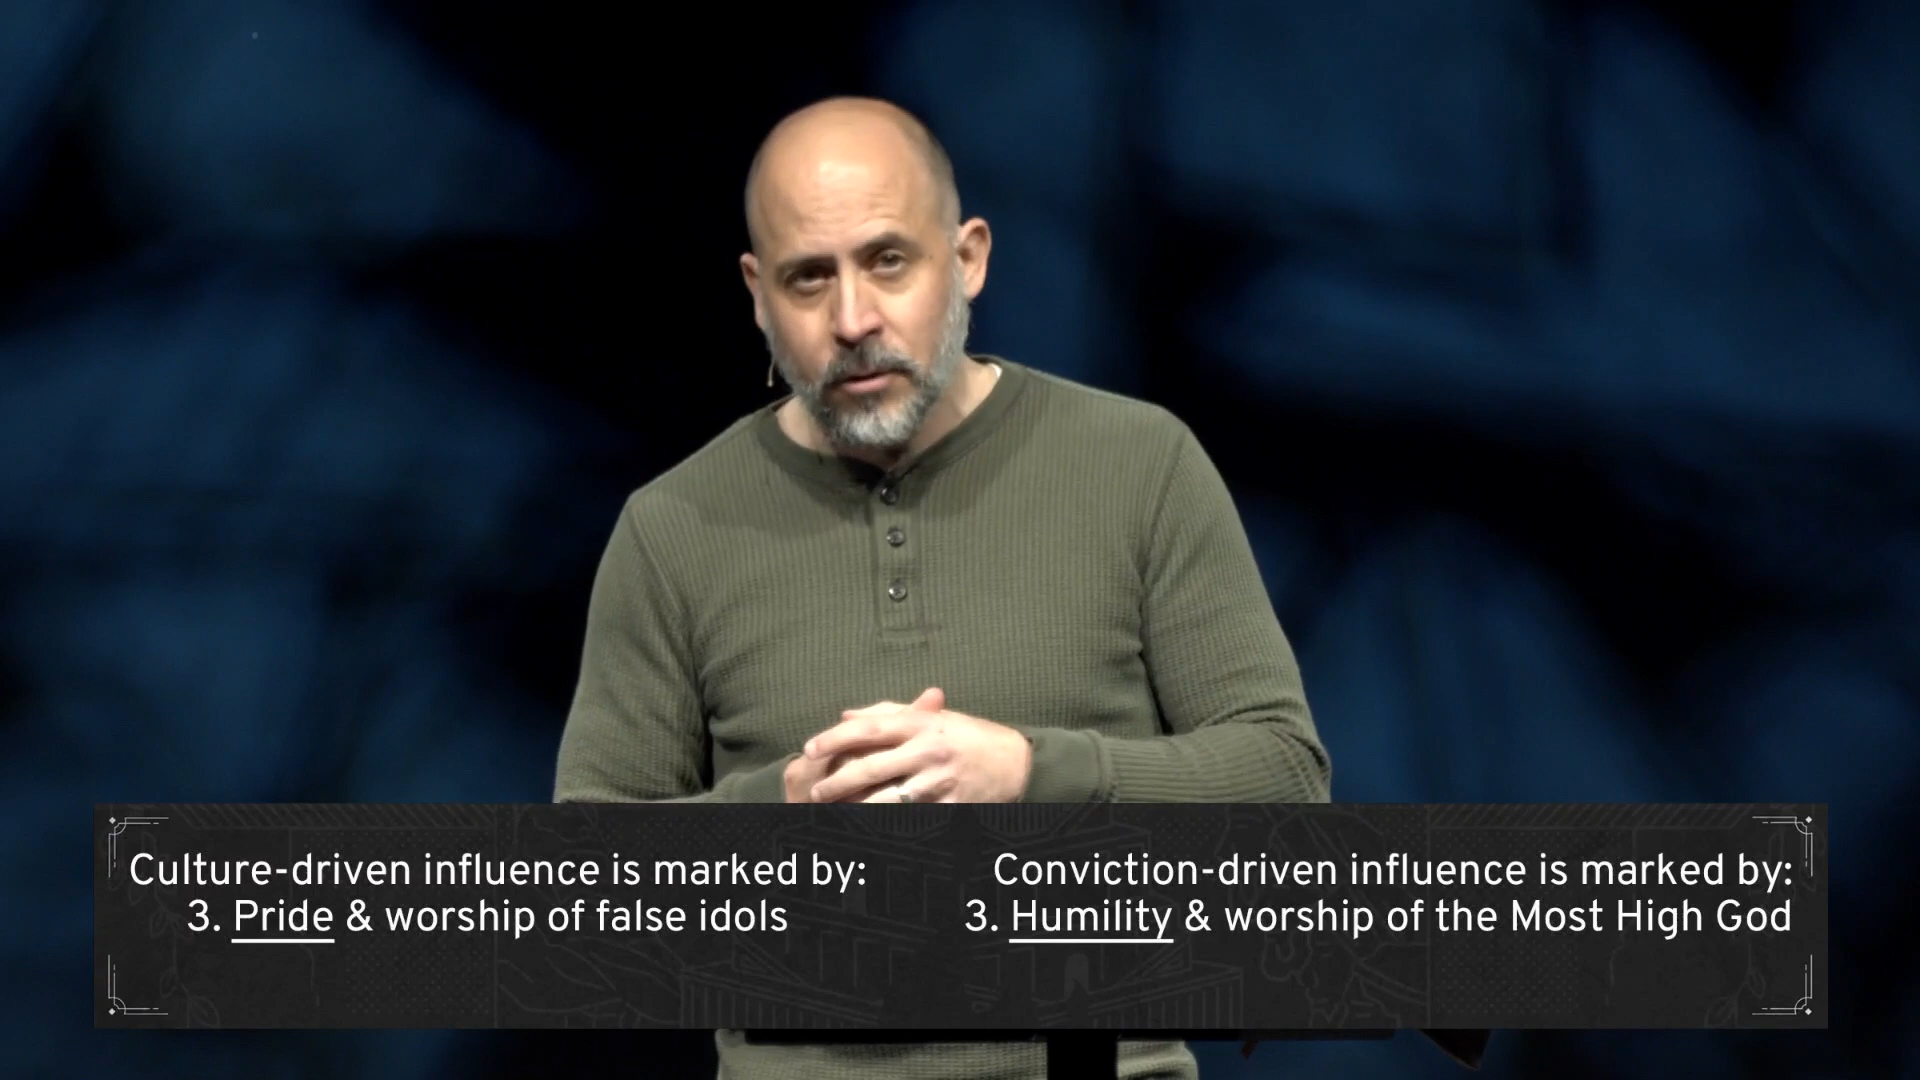 Culture-driven influence is marked by:
3. Pride & worship of false idols
Conviction-driven influence is marked by:
3. Humility & worship of the Most High God